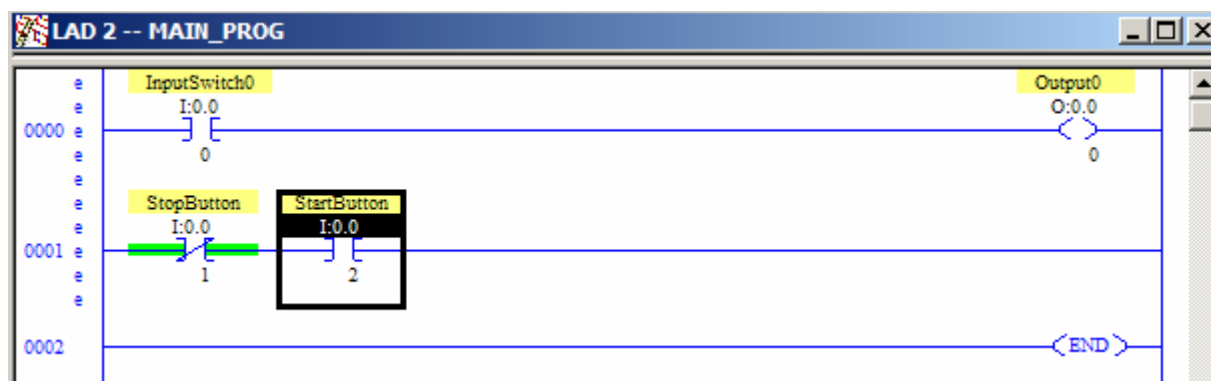 LAD 2 -- MAIN_PROG
e
InputSwitch0 Output0
e I:0.0 O:0.0
0000 e
e 0 0
e
e StopButton StartButton
e I:0.0 I:0.0
0001 e
e 1 2
e
0002 END